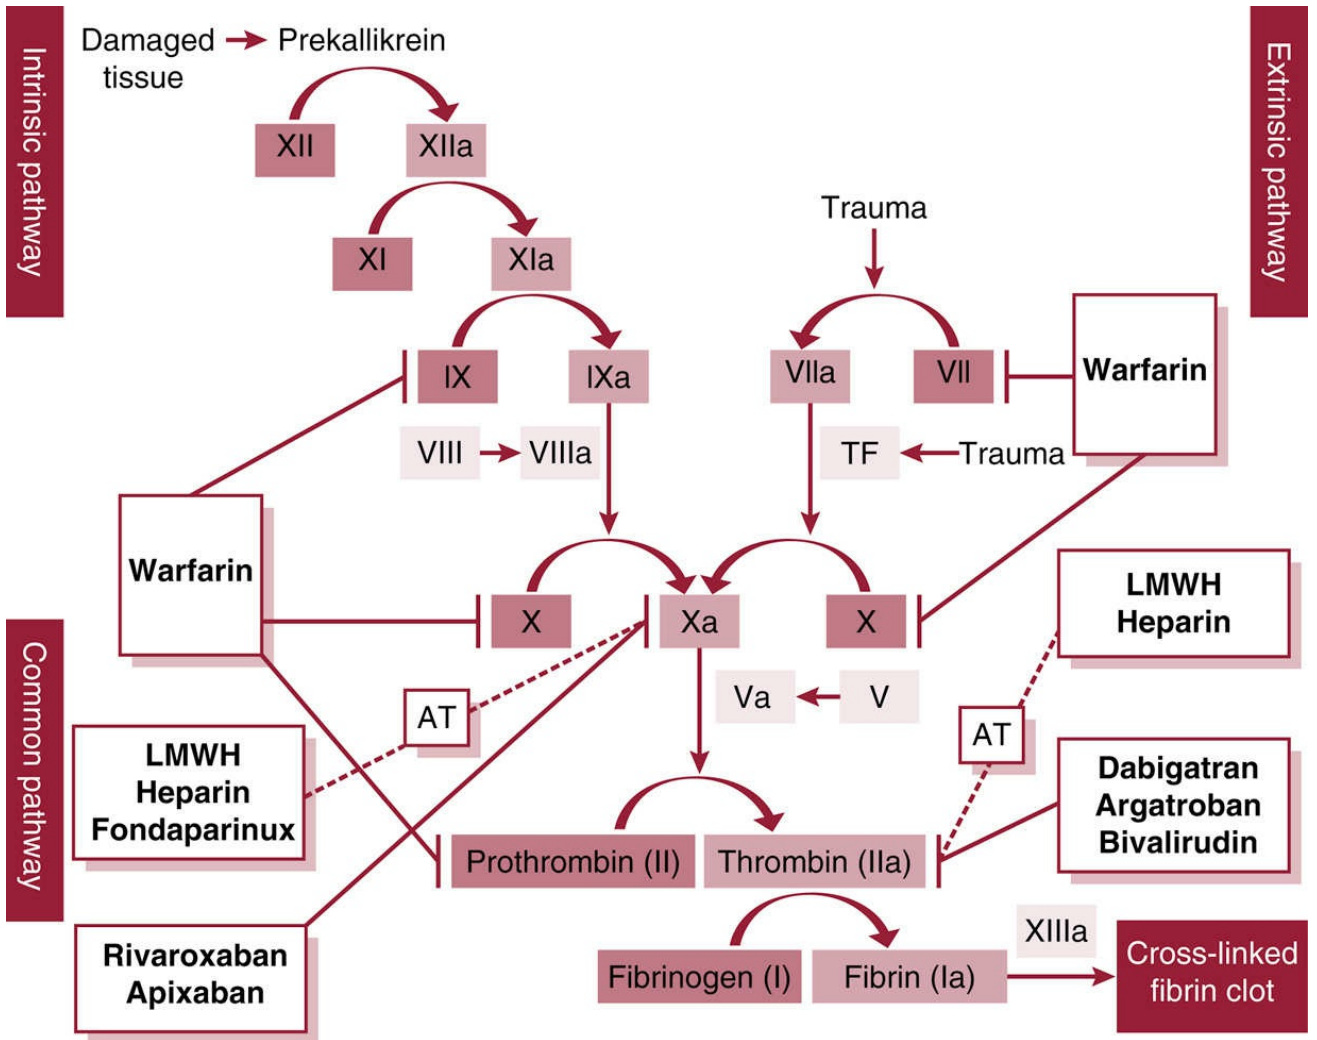 Intrinsic pathway
Extrinsic pathway
Common pathway
Damaged
tissue
Prekallikrein
XII
XIIa
XI
XIa
Trauma
IX
IXa
VIIa
VII
Warfarin
VIII
VIIIa
TF
Trauma
Warfarin
X
Xa
X
LMWH
Heparin
Va
V
AT
AT
LMWH
Heparin
Fondaparinux
Dabigatran
Argatroban
Bivalirudin
Prothrombin (II)
Thrombin (IIa)
Rivaroxaban
Apixaban
Fibrinogen (I)
Fibrin (Ia)
XIIIa
Cross-linked
fibrin clot